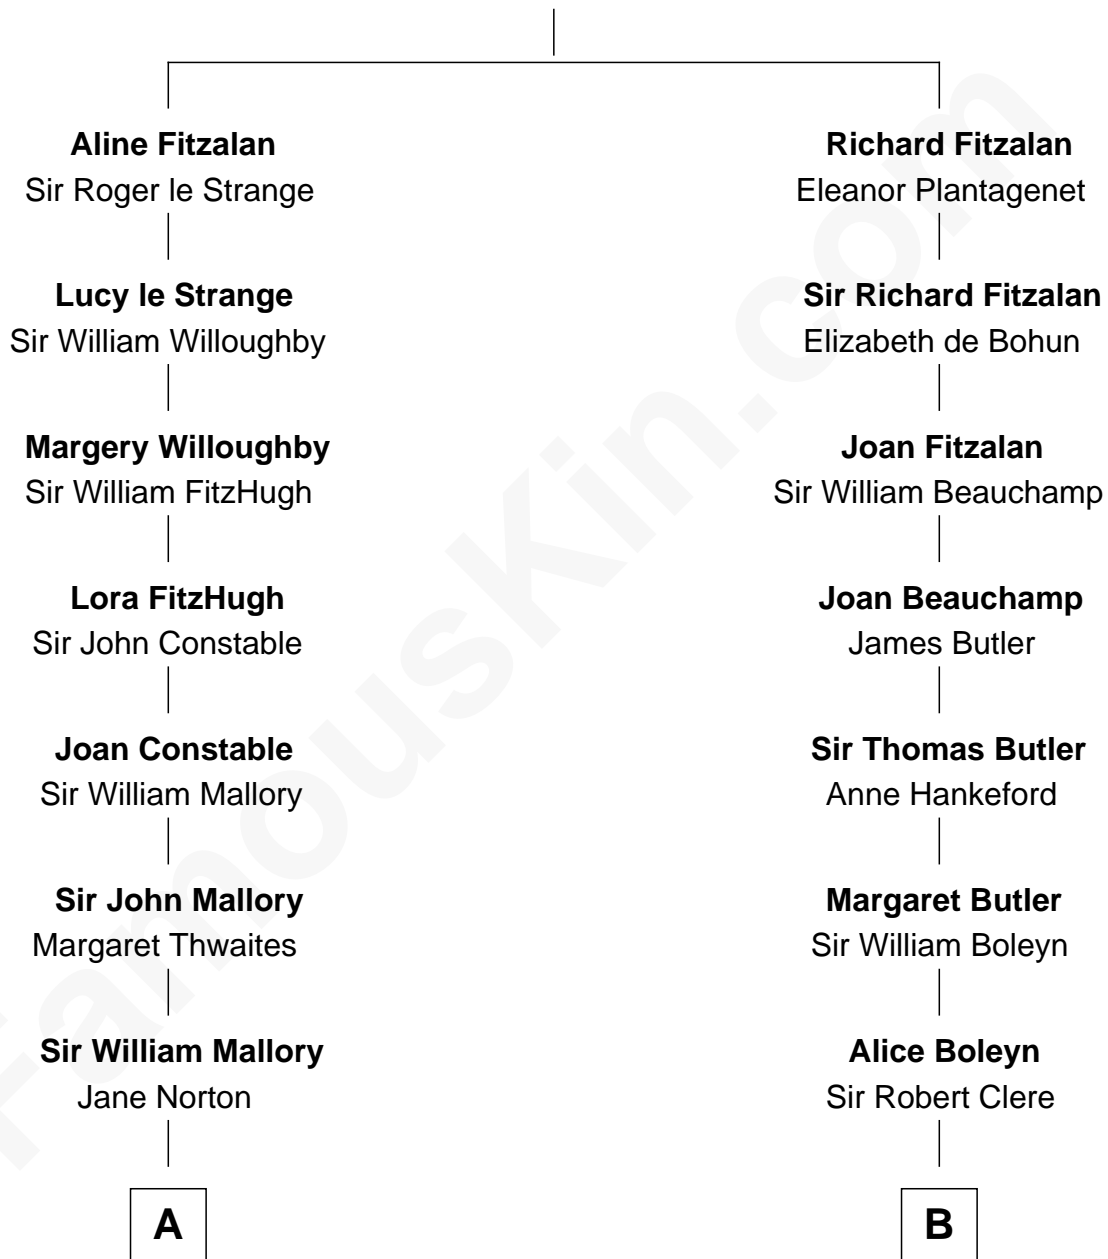 Aline Fitzalan
Sir Roger le Strange
Lucy le Strange
Sir William Willoughby
Margery Willoughby
Sir William FitzHugh
Lora FitzHugh
Sir John Constable
Joan Constable
Sir William Mallory
Sir John Mallory
Margaret Thwaites
Sir William Mallory
Jane Norton
A
Richard Fitzalan
Eleanor Plantagenet
Sir Richard Fitzalan
Elizabeth de Bohun
Joan Fitzalan
Sir William Beauchamp
Joan Beauchamp
James Butler
Sir Thomas Butler
Anne Hankeford
Margaret Butler
Sir William Boleyn
Alice Boleyn
Sir Robert Clere
B
FamousKin.com